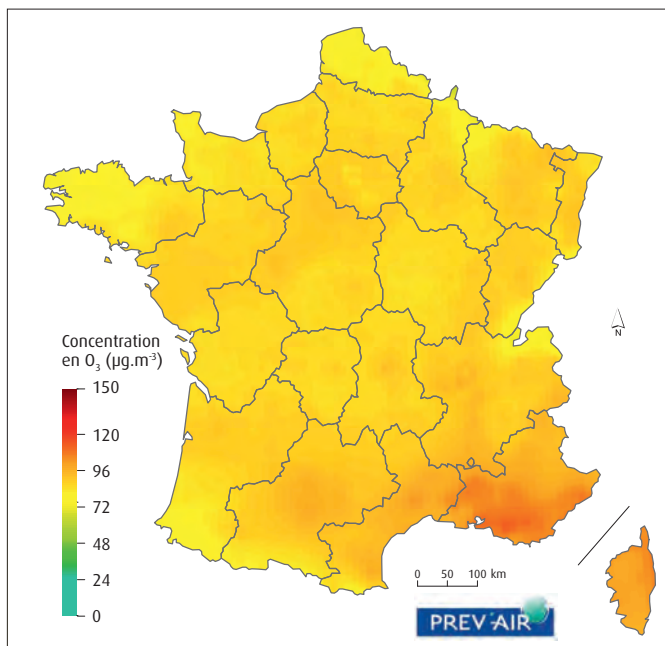 Concentration
en O₃ (µg.m⁻³)
150
120
96
72
48
24
0
N
0 50 100 km
PREV'AIR